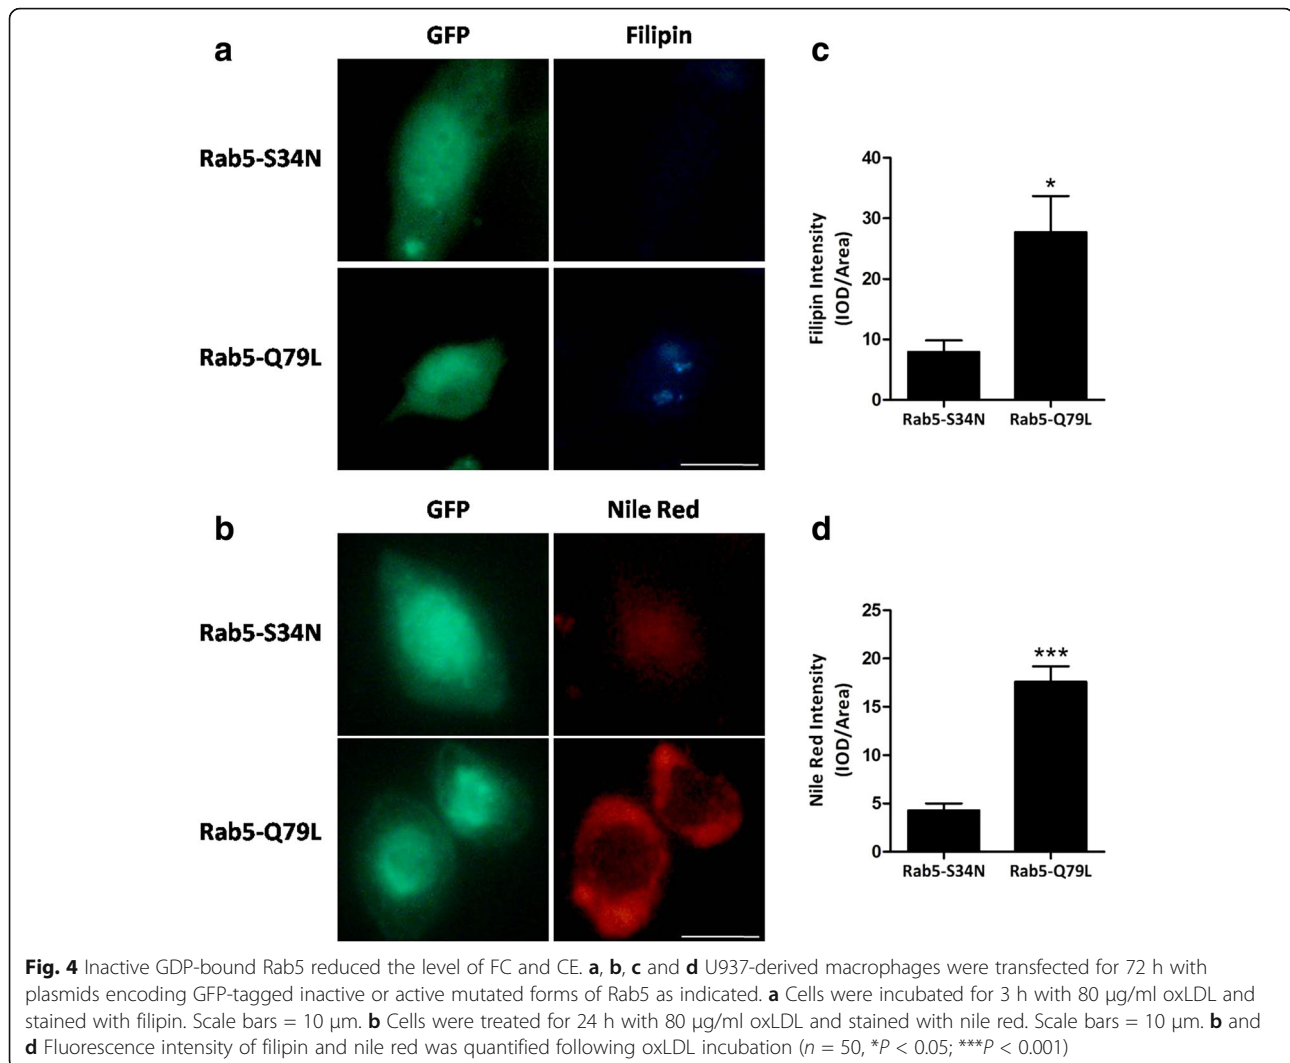 a
GFP
Filipin
Rab5-S34N
Rab5-Q79L
c
40
30
20
10
0
Filipin Intensity
(IOD/Area)
*
Rab5-S34N
Rab5-Q79L
b
GFP
Nile Red
Rab5-S34N
Rab5-Q79L
d
25
20
15
10
5
0
Nile Red Intensity
(IOD/Area)
***
Rab5-S34N
Rab5-Q79L
Fig. 4 Inactive GDP-bound Rab5 reduced the level of FC and CE. a, b, c and d U937-derived macrophages were transfected for 72 h with
plasmids encoding GFP-tagged inactive or active mutated forms of Rab5 as indicated. a Cells were incubated for 3 h with 80 μg/ml oxLDL and
stained with filipin. Scale bars = 10 μm. b Cells were treated for 24 h with 80 μg/ml oxLDL and stained with nile red. Scale bars = 10 μm. b and
d Fluorescence intensity of filipin and nile red was quantified following oxLDL incubation (n = 50, *P < 0.05; ***P < 0.001)